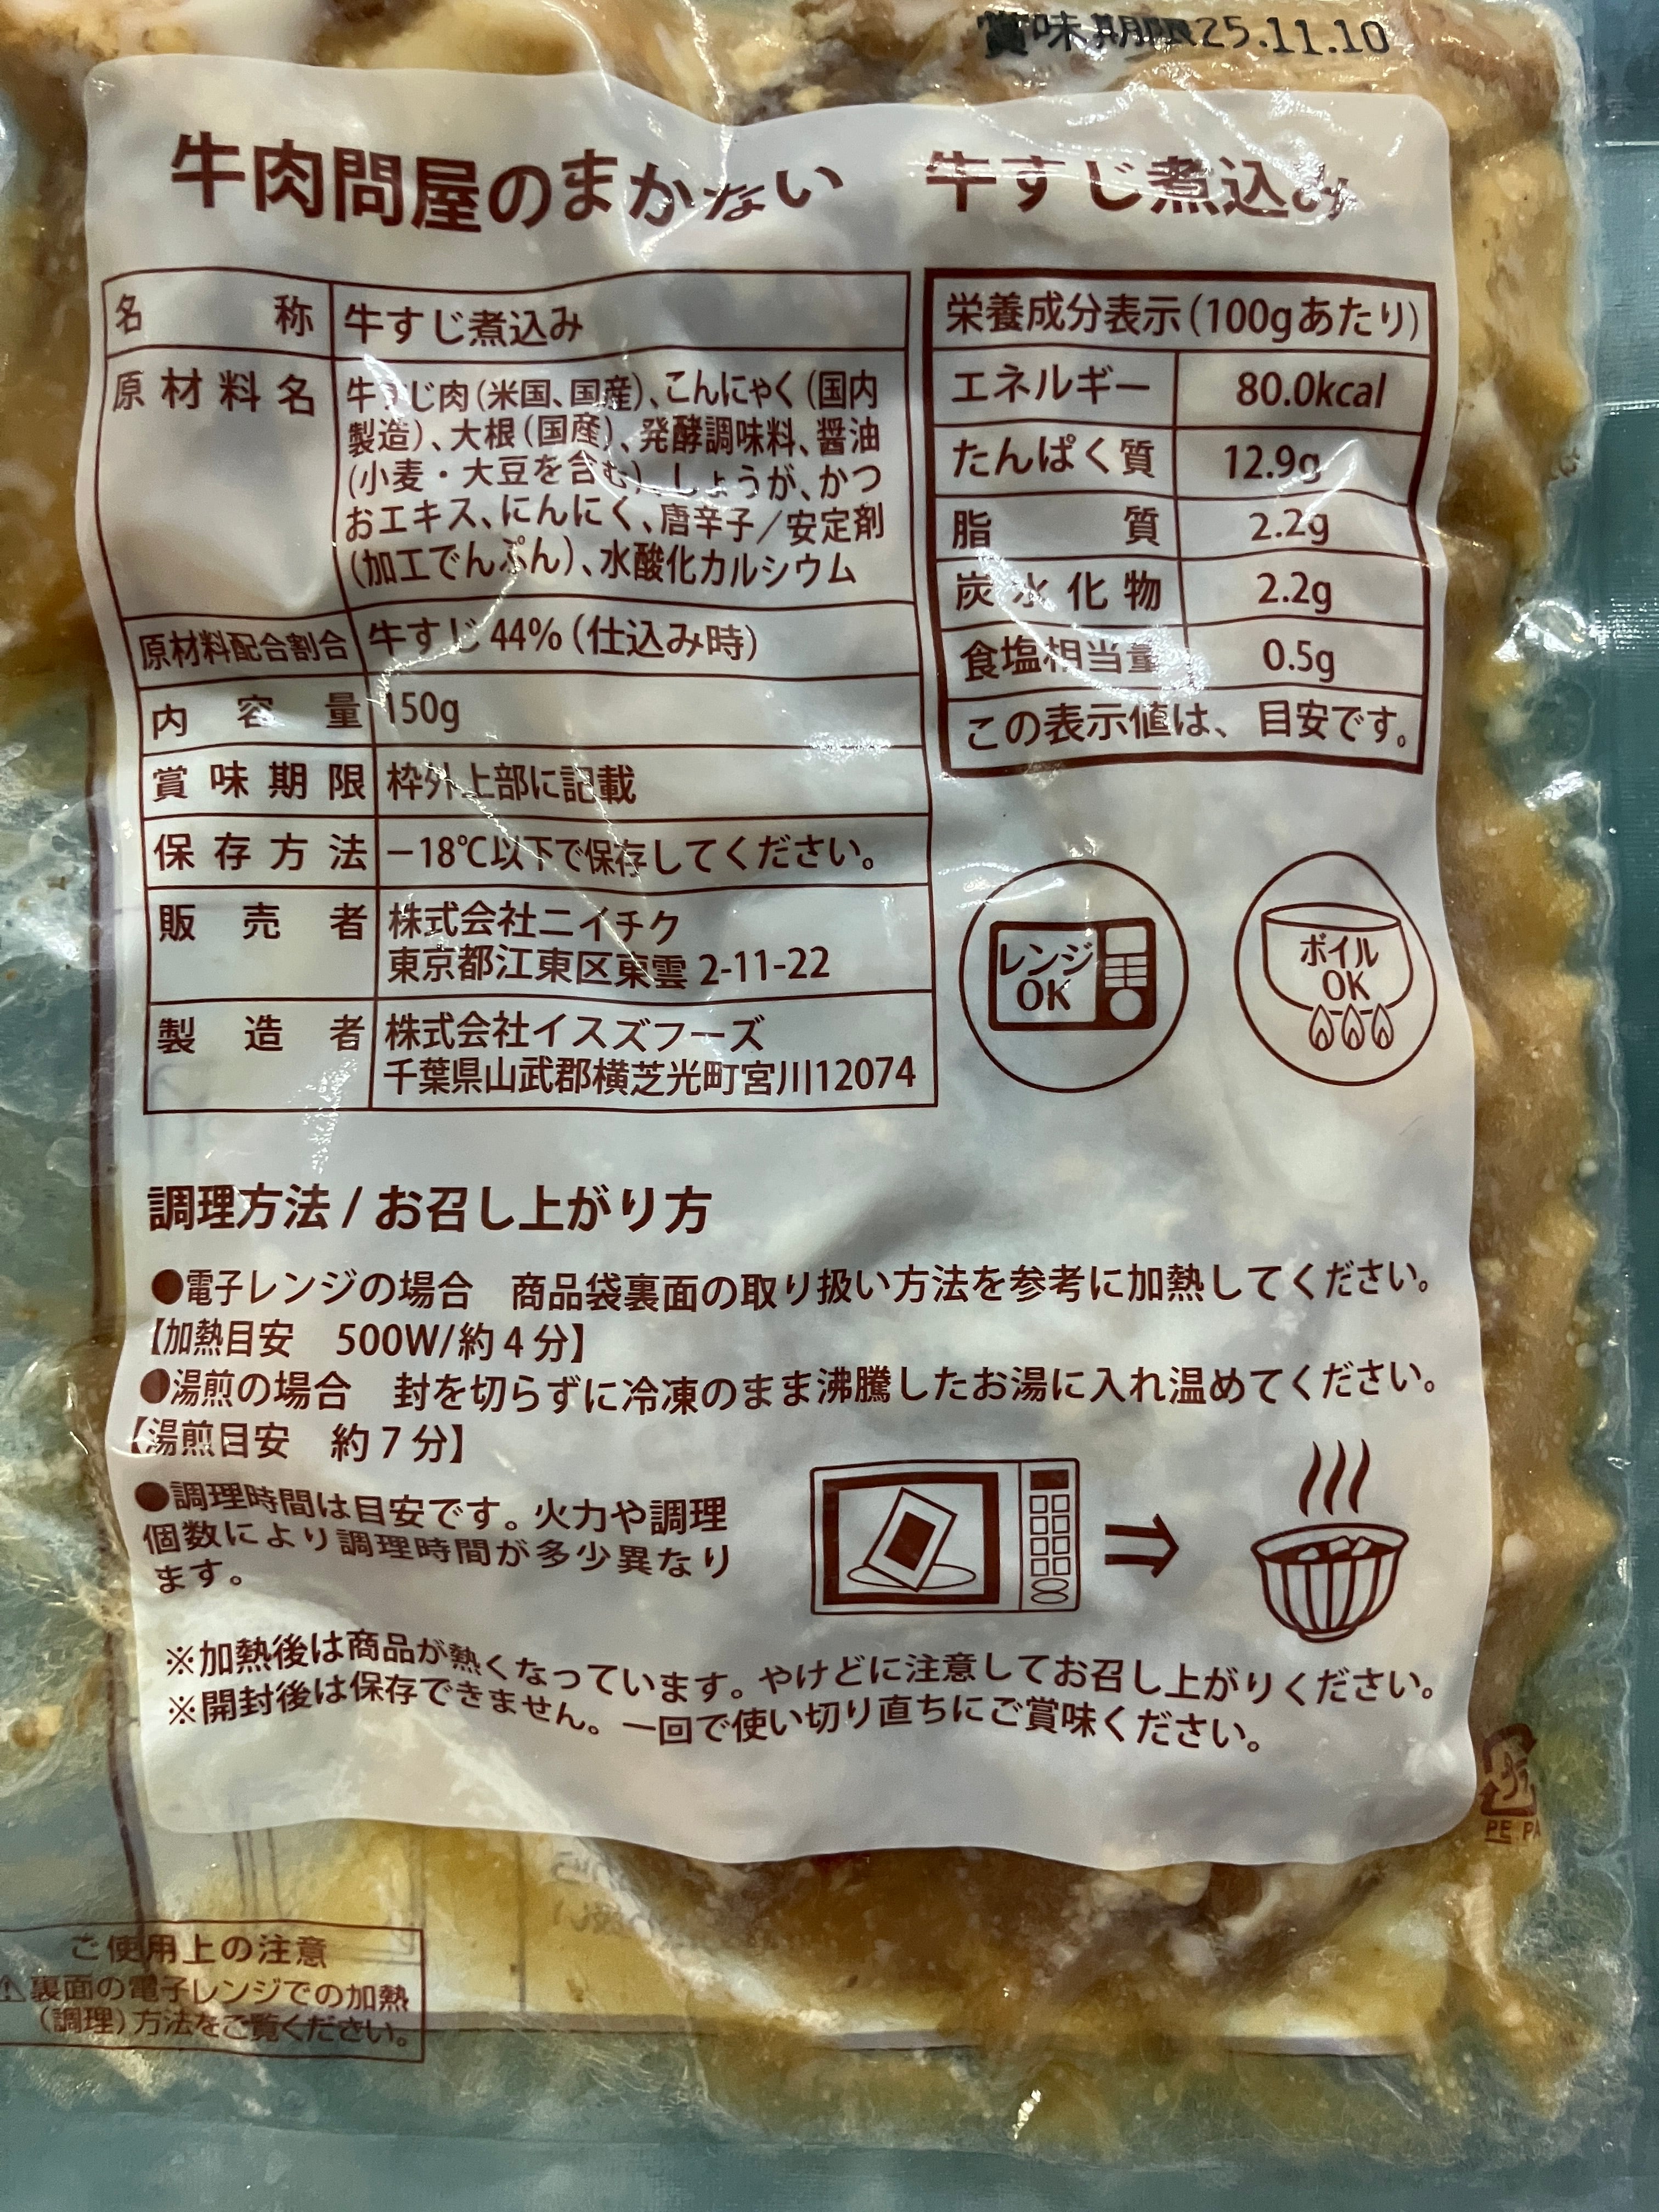 賞味期限25.11.10
牛肉問屋のまかない 牛すじ煮込み
名称 牛すじ煮込み
原材料名 牛すじ肉(米国、国産)、こんにゃく(国内
製造)、大根(国産)、発酵調味料、醤油
(小麦・大豆を含む)、しょうが、かつ
おエキス、にんにく、唐辛子/安定剤
(加工でんぷん)、水酸化カルシウム
原材料配合割合 牛すじ44%(仕込み時)
内容量 150g
賞味期限 枠外上部に記載
保存方法 -18℃以下で保存してください。
販売者 株式会社ニイチク
東京都江東区東雲2-11-22
製造者 株式会社イスズフーズ
千葉県山武郡横芝光町宮川12074
栄養成分表示(100gあたり)
エネルギー 80.0kcal
たんぱく質 12.9g
脂質 2.2g
炭水化物 2.2g
食塩相当量 0.5g
この表示値は、目安です。
レンジ
OK
ボイル
OK
調理方法/お召し上がり方
●電子レンジの場合 商品袋裏面の取り扱い方法を参考に加熱してください。
【加熱目安 500W/約4分】
●湯煎の場合 封を切らずに冷凍のまま沸騰したお湯に入れ温めてください。
【湯煎目安 約7分】
●調理時間は目安です。火力や調理
個数により調理時間が多少異なり
ます。
※加熱後は商品が熱くなっています。やけどに注意してお召し上がりください。
※開封後は保存できません。一回で使い切り直ちにご賞味ください。
プラ
PE PA
ご使用上の注意
⚠裏面の電子レンジでの加熱
(調理)方法をご覧ください。